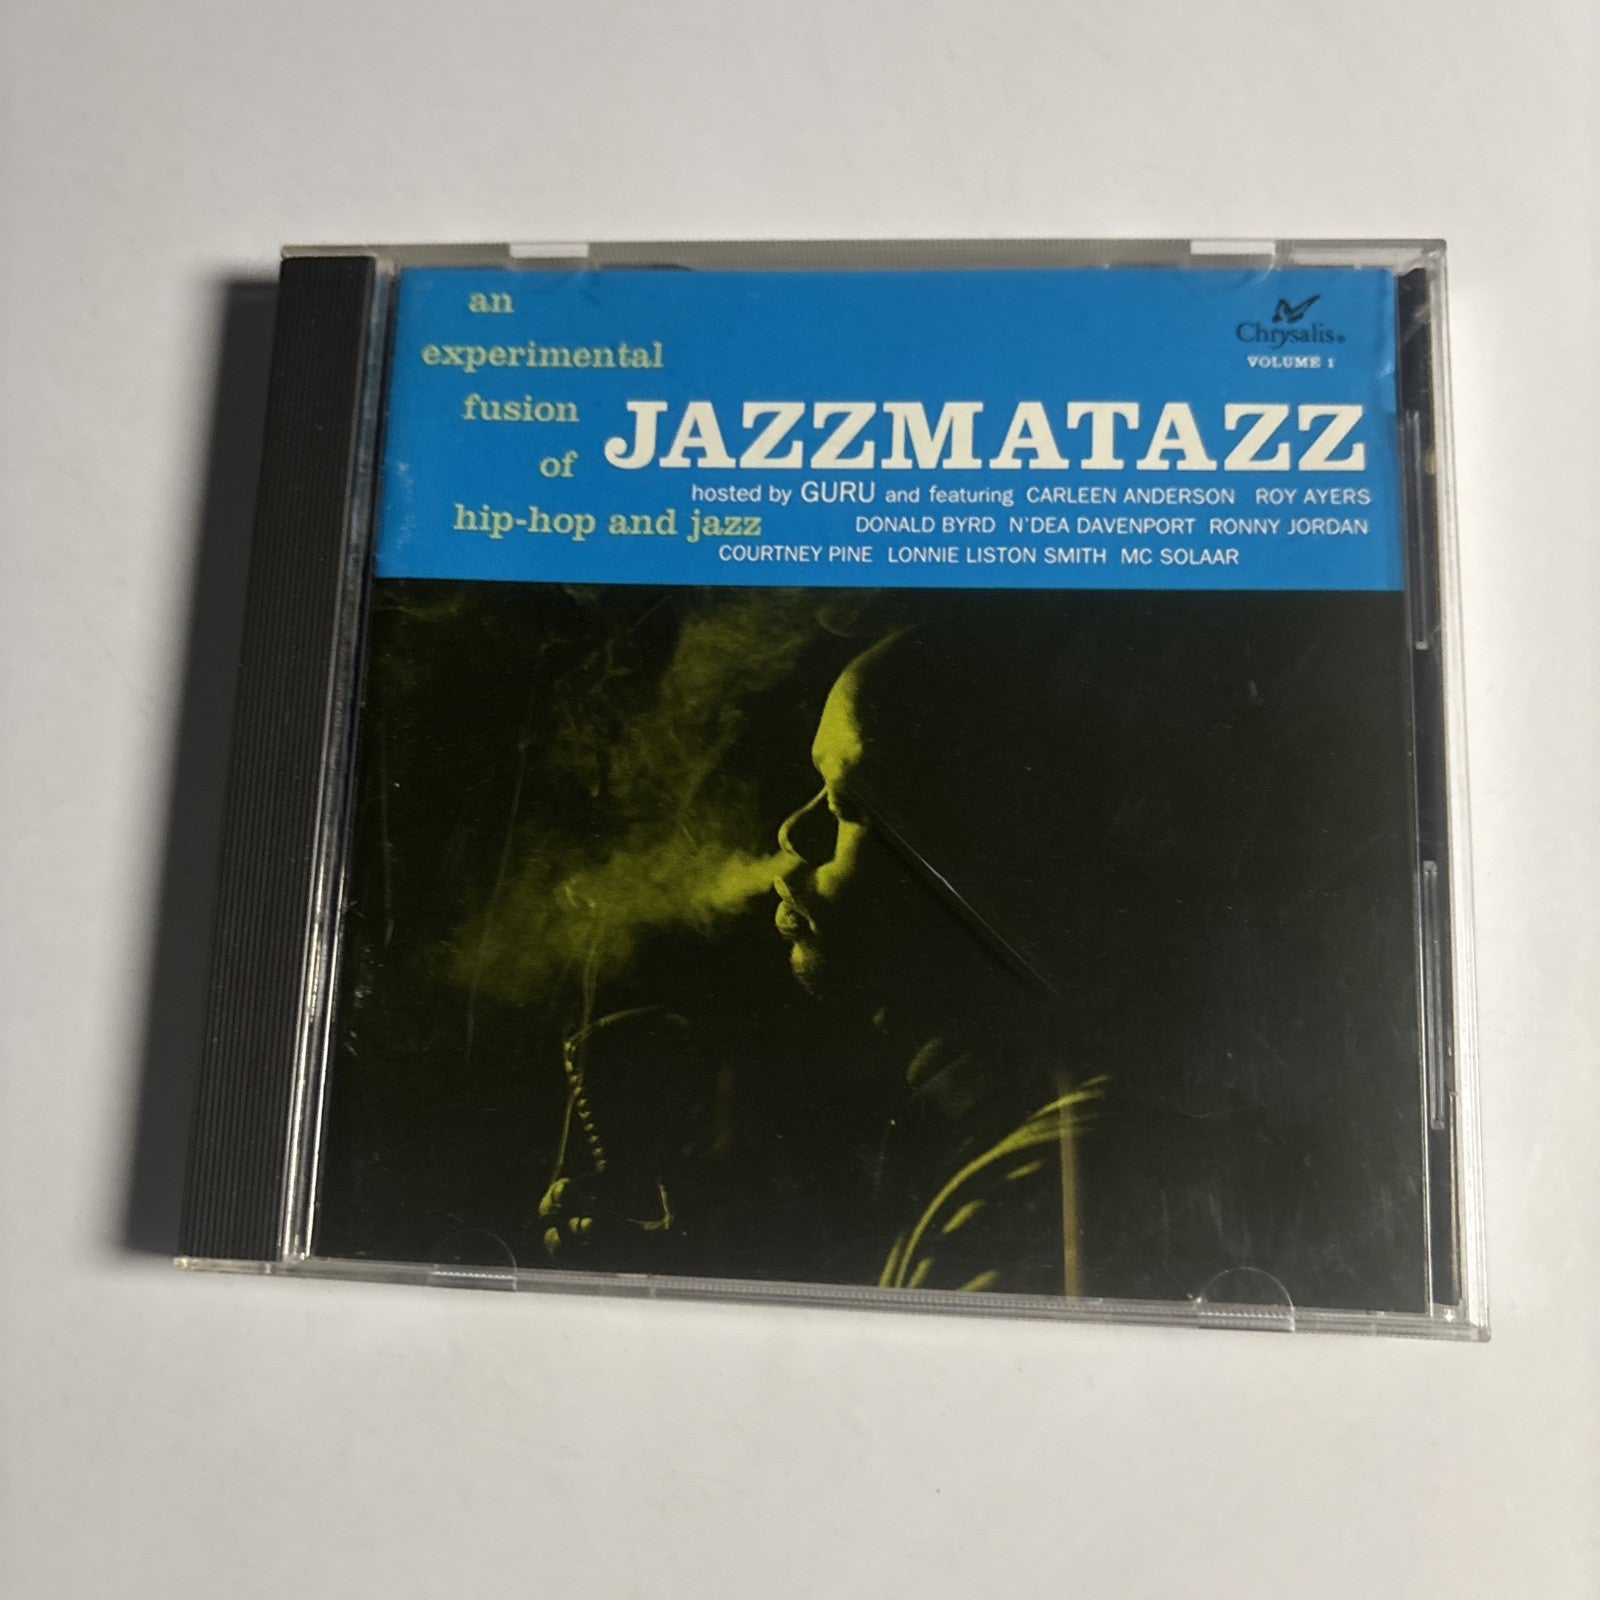 an
experimental
fusion
of
hip-hop and jazz
Chrysalis®
VOLUME 1
JAZZMATAZZ
hosted by GURU and featuring CARLEEN ANDERSON ROY AYERS
DONALD BYRD N'DEA DAVENPORT RONNY JORDAN
COURTNEY PINE LONNIE LISTON SMITH MC SOLAAR